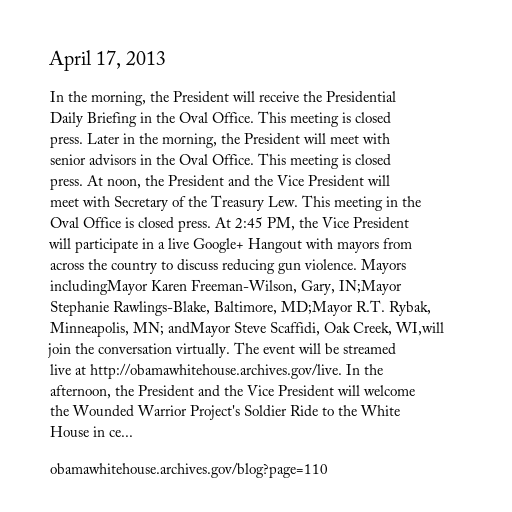 April 17, 2013
In the morning, the President will receive the Presidential
Daily Briefing in the Oval Office. This meeting is closed
press. Later in the morning, the President will meet with
senior advisors in the Oval Office. This meeting is closed
press. At noon, the President and the Vice President will
meet with Secretary of the Treasury Lew. This meeting in the
Oval Office is closed press. At 2:45 PM, the Vice President
will participate in a live Google+ Hangout with mayors from
across the country to discuss reducing gun violence. Mayors
includingMayor Karen Freeman-Wilson, Gary, IN;Mayor
Stephanie Rawlings-Blake, Baltimore, MD;Mayor R.T. Rybak,
Minneapolis, MN; andMayor Steve Scaffidi, Oak Creek, WI,will
join the conversation virtually. The event will be streamed
live at http://obamawhitehouse.archives.gov/live. In the
afternoon, the President and the Vice President will welcome
the Wounded Warrior Project's Soldier Ride to the White
House in ce...
obamawhitehouse.archives.gov/blog?page=110